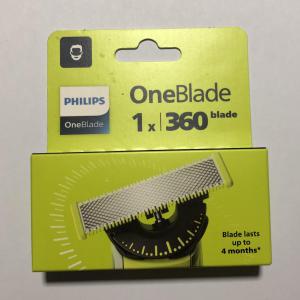 PHILIPS
OneBlade
OneBlade
1x 360 blade
Blade lasts
up to
4 months*